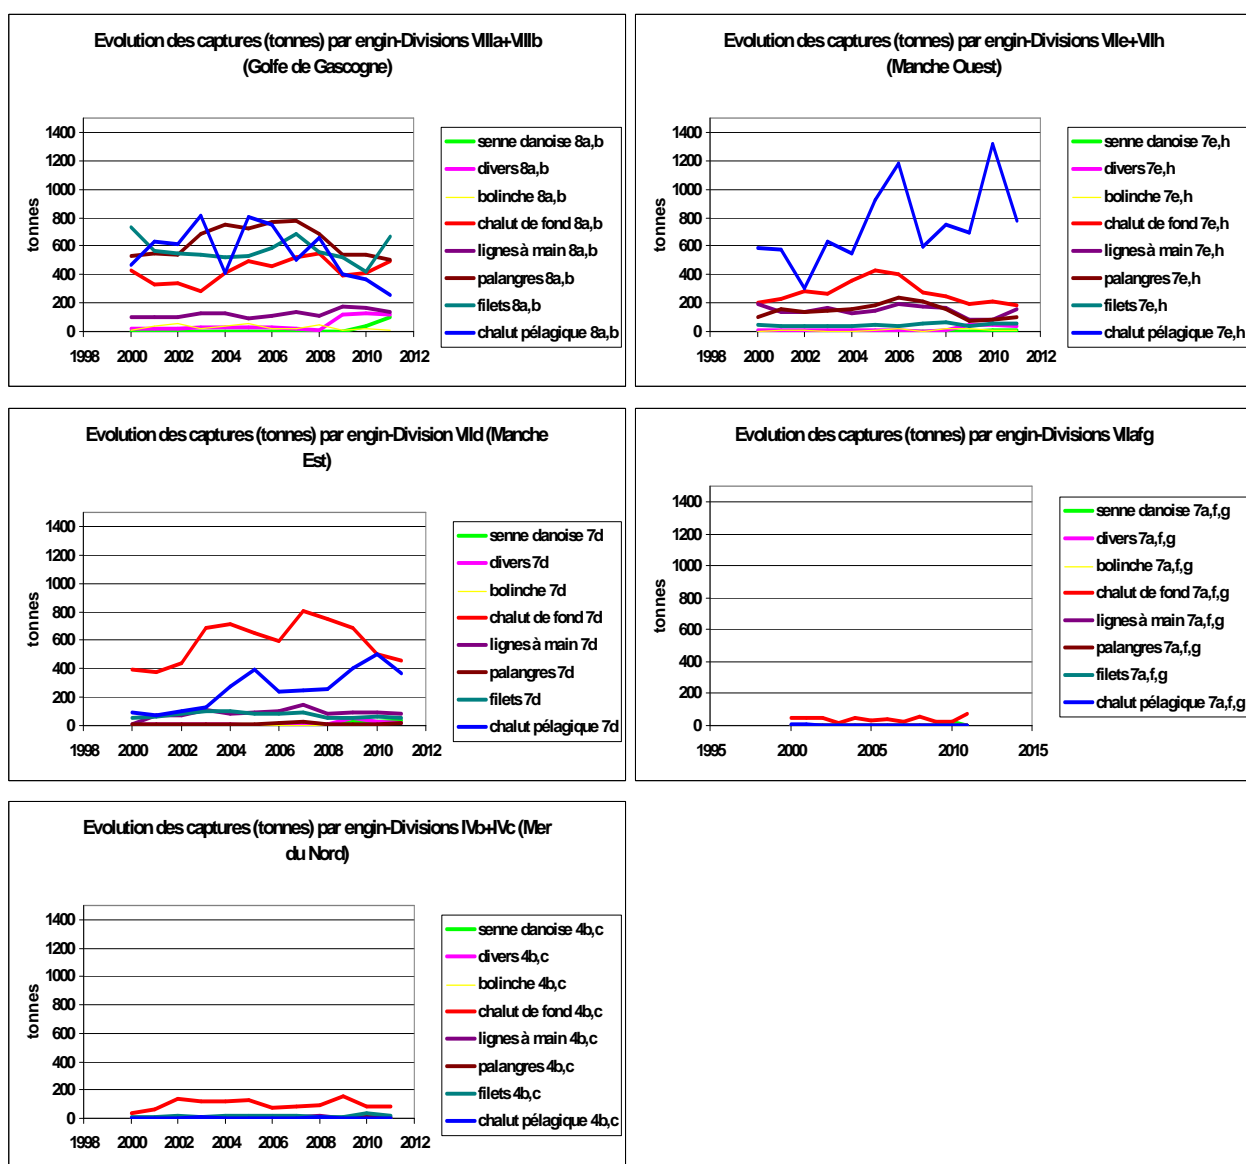 Evolution des captures (tonnes) par engin-Divisions VIIIa+VIIIb
(Golfe de Gascogne)
tonnes
1400
1200
1000
800
600
400
200
0
1998 2000 2002 2004 2006 2008 2010 2012
senne danoise 8a,b
divers 8a,b
bolinche 8a,b
chalut de fond 8a,b
lignes à main 8a,b
palangres 8a,b
filets 8a,b
chalut pélagique 8a,b
Evolution des captures (tonnes) par engin-Divisions VIIe+VIIh
(Manche Ouest)
tonnes
1400
1200
1000
800
600
400
200
0
1998 2000 2002 2004 2006 2008 2010 2012
senne danoise 7e,h
divers 7e,h
bolinche 7e,h
chalut de fond 7e,h
lignes à main 7e,h
palangres 7e,h
filets 7e,h
chalut pélagique 7e,h
Evolution des captures (tonnes) par engin-Division VIId (Manche
Est)
tonnes
1400
1200
1000
800
600
400
200
0
1998 2000 2002 2004 2006 2008 2010 2012
senne danoise 7d
divers 7d
bolinche 7d
chalut de fond 7d
lignes à main 7d
palangres 7d
filets 7d
chalut pélagique 7d
Evolution des captures (tonnes) par engin-Divisions VIIafg
tonnes
1400
1200
1000
800
600
400
200
0
1995 2000 2005 2010 2015
senne danoise 7a,f,g
divers 7a,f,g
bolinche 7a,f,g
chalut de fond 7a,f,g
lignes à main 7a,f,g
palangres 7a,f,g
filets 7a,f,g
chalut pélagique 7a,f,g
Evolution des captures (tonnes) par engin-Divisions IVb+IVc (Mer
du Nord)
tonnes
1400
1200
1000
800
600
400
200
0
1998 2000 2002 2004 2006 2008 2010 2012
senne danoise 4b,c
divers 4b,c
bolinche 4b,c
chalut de fond 4b,c
lignes à main 4b,c
palangres 4b,c
filets 4b,c
chalut pélagique 4b,c